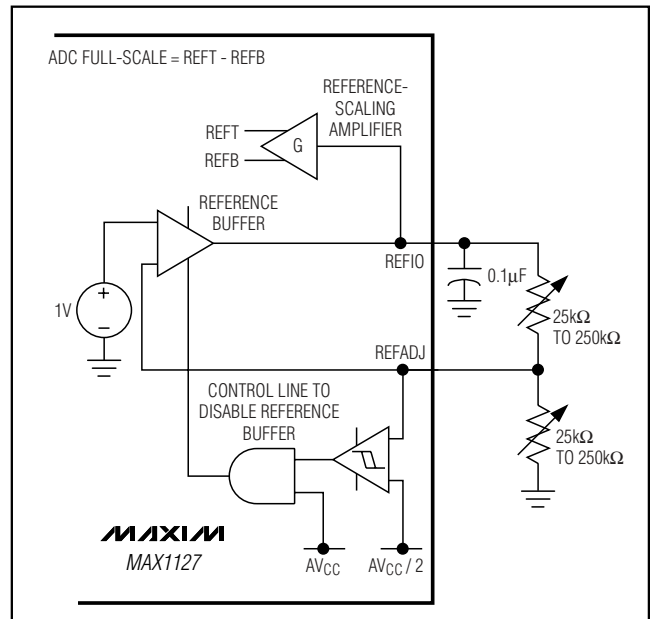 ADC FULL-SCALE = REFT - REFB
REFERENCE-
SCALING
AMPLIFIER
REFT
REFB
G
REFERENCE
BUFFER
REFIO
0.1µF
25kΩ
TO 250kΩ
1V
+
−
REFADJ
CONTROL LINE TO
DISABLE REFERENCE
BUFFER
25kΩ
TO 250kΩ
MAXIM
MAX1127
AVCC
AVCC / 2